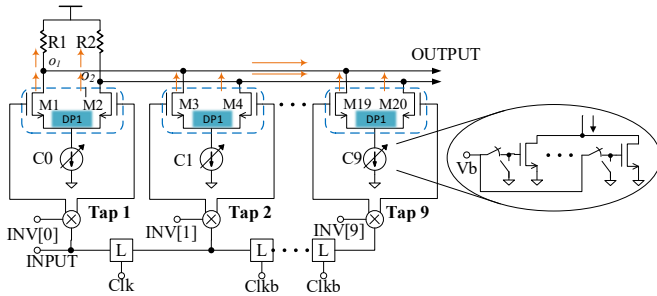 R1 R2
o1
o2
OUTPUT
M1 M2 M3 M4 M19 M20
DP1 DP1 DP1
C0 C1 C9
Vb
Tap 1 Tap 2 Tap 9
INV[0] INV[1] INV[9]
INPUT
L L L
Clk Clkb Clkb